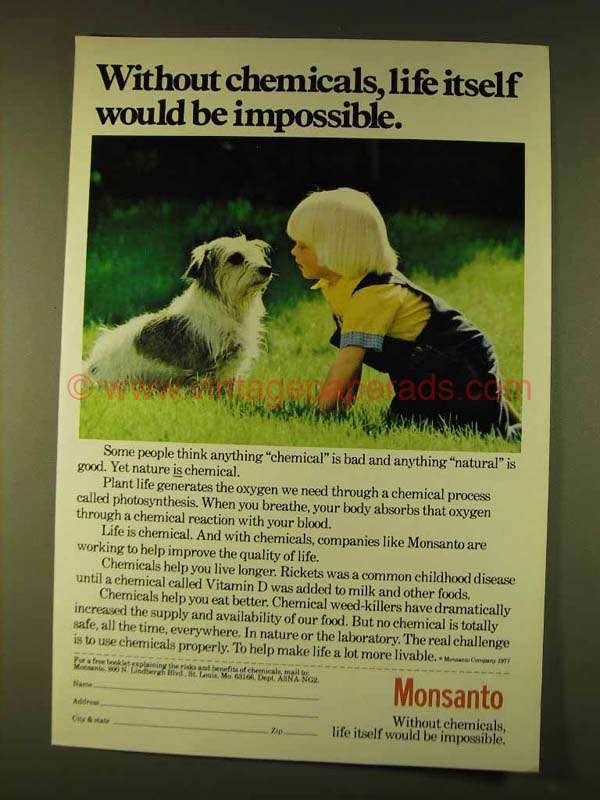 Without chemicals, life itself
would be impossible.
© www.vintagepaperads.com
Some people think anything "chemical" is bad and anything "natural" is
good. Yet nature is chemical.
Plant life generates the oxygen we need through a chemical process
called photosynthesis. When you breathe, your body absorbs that oxygen
through a chemical reaction with your blood.
Life is chemical. And with chemicals, companies like Monsanto are
working to help improve the quality of life.
Chemicals help you live longer. Rickets was a common childhood disease
until a chemical called Vitamin D was added to milk and other foods.
Chemicals help you eat better. Chemical weed-killers have dramatically
increased the supply and availability of our food. But no chemical is totally
safe, all the time, everywhere. In nature or the laboratory. The real challenge
is to use chemicals properly. To help make life a lot more livable. © Monsanto Company 1977
For a free booklet explaining the risks and benefits of chemicals, mail to:
Monsanto, 800 N. Lindbergh Blvd., St. Louis, Mo. 63166, Dept. A3NA-NG2.
Name
Address
City & state Zip
Monsanto
Without chemicals,
life itself would be impossible.